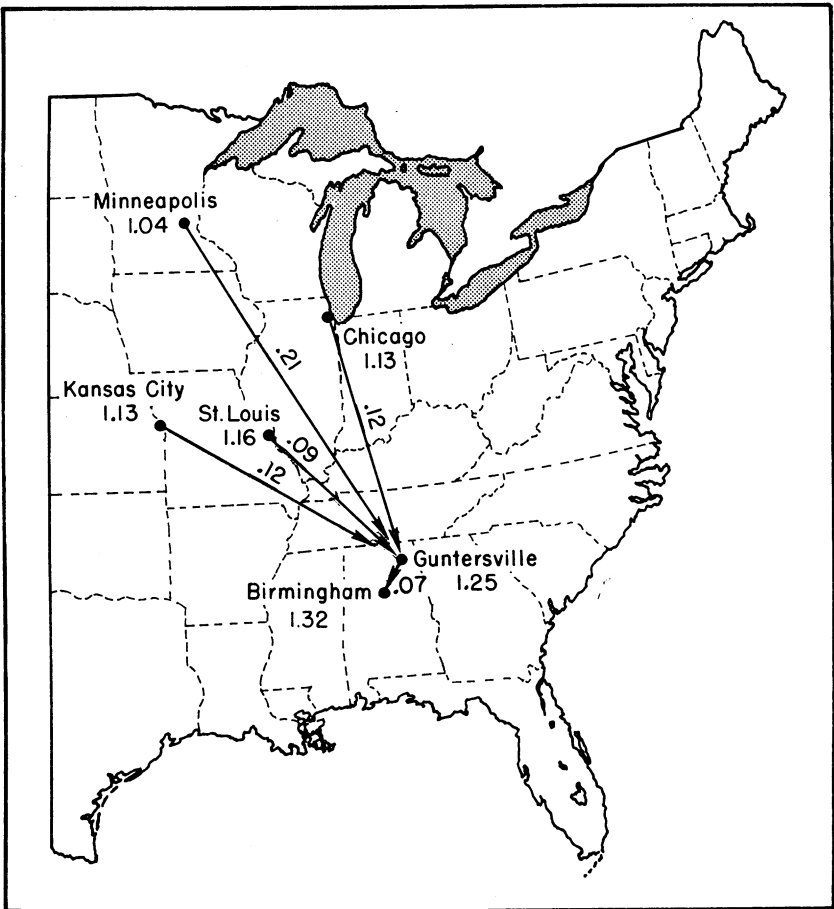 Minneapolis
1.04
.21
Chicago
1.13
.12
Kansas City
1.13
St. Louis
1.16
.09
.12
Guntersville
1.25
Birmingham
1.32
.07